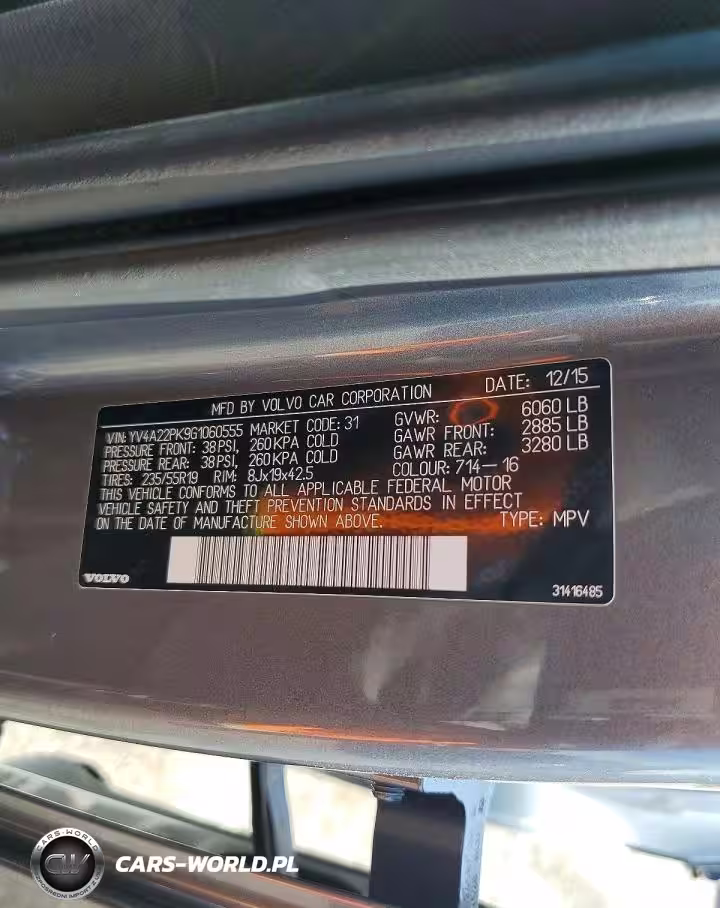 MFD BY VOLVO CAR CORPORATION DATE: 12/15
VIN: YV4A22PK9G1060555 MARKET CODE: 31 GVWR: 6060 LB
PRESSURE FRONT: 38PSI, 260KPA COLD GAWR FRONT: 2885 LB
PRESSURE REAR: 38PSI, 260KPA COLD GAWR REAR: 3280 LB
TIRES: 235/55R19 RIM: 8Jx19x42.5 COLOUR: 714-16
THIS VEHICLE CONFORMS TO ALL APPLICABLE FEDERAL MOTOR
VEHICLE SAFETY AND THEFT PREVENTION STANDARDS IN EFFECT
ON THE DATE OF MANUFACTURE SHOWN ABOVE. TYPE: MPV
VOLVO 31416485
CARS-WORLD
CW
CARS-WORLD.PL